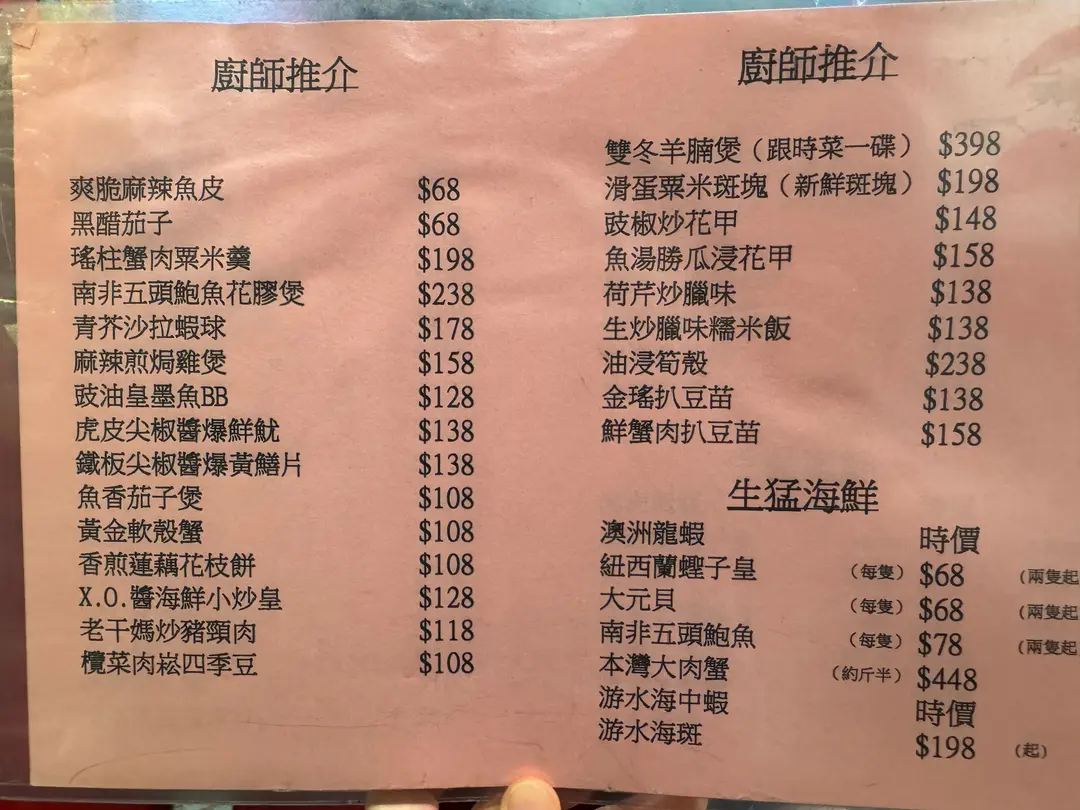 廚師推介
爽脆麻辣魚皮 $68
黑醋茄子 $68
瑤柱蟹肉粟米羹 $198
南非五頭鮑魚花膠煲 $238
青芥沙拉蝦球 $178
麻辣煎焗雞煲 $158
豉油皇墨魚BB $128
虎皮尖椒醬爆鮮魷 $138
鐵板尖椒醬爆黃鱔片 $138
魚香茄子煲 $108
黃金軟殼蟹 $108
香煎蓮藕花枝餅 $108
X.O.醬海鮮小炒皇 $128
老干媽炒豬頸肉 $118
欖菜肉崧四季豆 $108
廚師推介
雙冬羊腩煲（跟時菜一碟） $398
滑蛋粟米斑塊（新鮮斑塊） $198
豉椒炒花甲 $148
魚湯勝瓜浸花甲 $158
荷芹炒臘味 $138
生炒臘味糯米飯 $138
油浸筍殼 $238
金瑤扒豆苗 $138
鮮蟹肉扒豆苗 $158
生猛海鮮
澳洲龍蝦 時價
紐西蘭蟶子皇 （每隻） $68 （兩隻起
大元貝 （每隻） $68 （兩隻起
南非五頭鮑魚 （每隻） $78 （兩隻起
本灣大肉蟹 （約斤半） $448
游水海中蝦 時價
游水海斑 $198 （起）